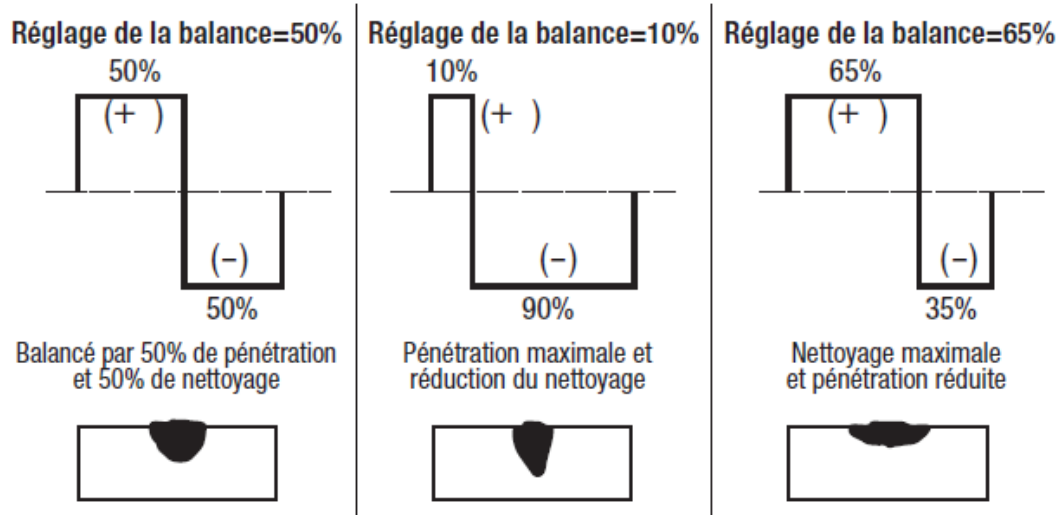 Réglage de la balance=50%
50%
(+ )
(–)
50%
Balancé par 50% de pénétration
et 50% de nettoyage
Réglage de la balance=10%
10%
(+ )
(–)
90%
Pénétration maximale et
réduction du nettoyage
Réglage de la balance=65%
65%
(+ )
(–)
35%
Nettoyage maximale
et pénétration réduite